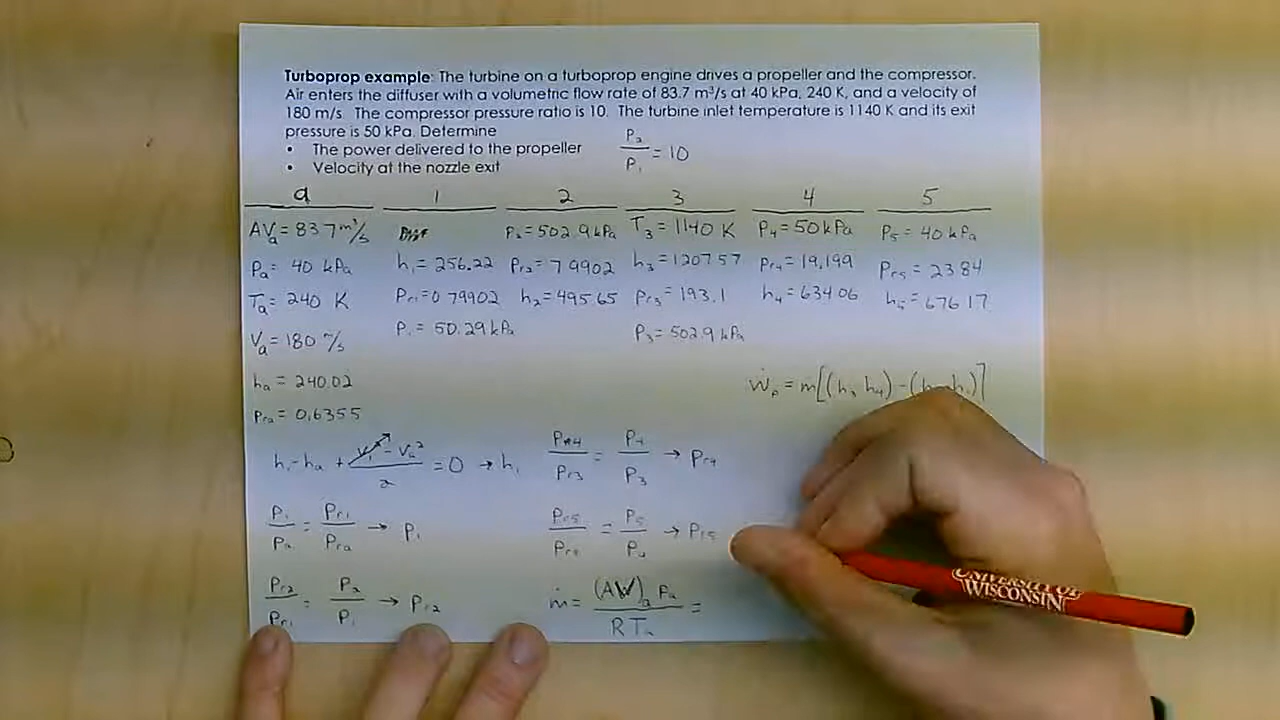 Turboprop example: The turbine on a turboprop engine drives a propeller and the compressor.
Air enters the diffuser with a volumetric flow rate of 83.7 m³/s at 40 kPa, 240 K, and a velocity of
180 m/s. The compressor pressure ratio is 10. The turbine inlet temperature is 1140 K and its exit
pressure is 50 kPa. Determine
• The power delivered to the propeller
• Velocity at the nozzle exit
P₂/P₁ = 10
a 1 2 3 4 5
AVₐ = 83.7 m³/s P₂ = 502.9 kPa T₃ = 1140 K P₄ = 50 kPa P₅ = 40 kPa
Pₐ = 40 kPa h₁ = 256.22 Pr₂ = 7.9902 h₃ = 1207.57 Pr₄ = 19.199 Pr₅ = 
Tₐ = 240 K Pr₁ = 0.79902 h₂ = 495.65 Pr₃ = 193.1 h₄ = 634.06 h₅ = 
Vₐ = 180 m/s P₁ = 50.29 kPa P₃ = 502.9 kPa
hₐ = 240.02 Ẇₚ = ṁ[(h₃ h₄) - (h h₁)]
Prₐ = 0.6355
h₁ - hₐ + (V₁² - Vₐ²)/2 = 0 → h₁
Pr4/Pr3 = P4/P3 → Pr4
P₁/Pₐ = Pr₁/Prₐ → P₁
Pr5/Pr4 = P5/P4 → Pr5
Pr₂/Pr₁ = P₂/P₁ → Pr₂
ṁ = (AV)ₐ Pₐ / RTₐ =
UNIVERSITY OF
WISCONSIN